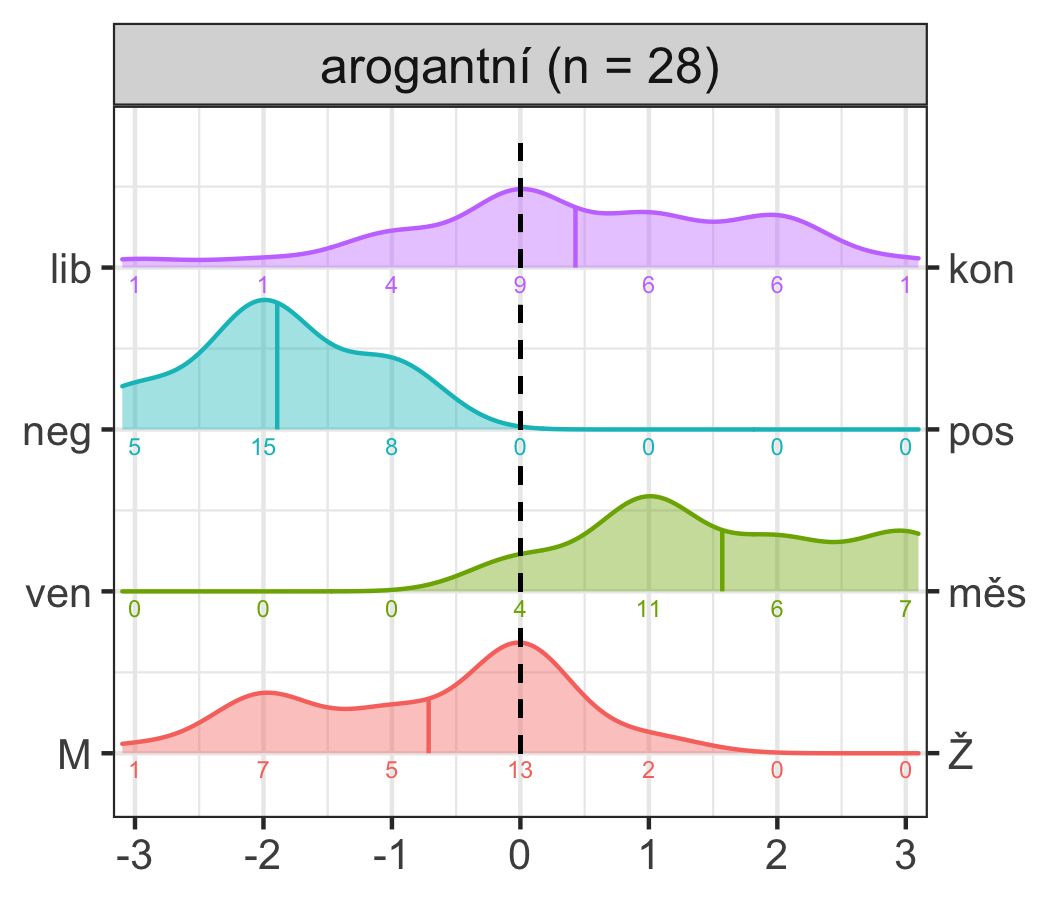 arogantní (n = 28)
lib kon
1 1 4 9 6 6 1
neg pos
5 15 8 0 0 0 0
ven měs
0 0 0 4 11 6 7
M Ž
1 7 5 13 2 0 0
-3 -2 -1 0 1 2 3